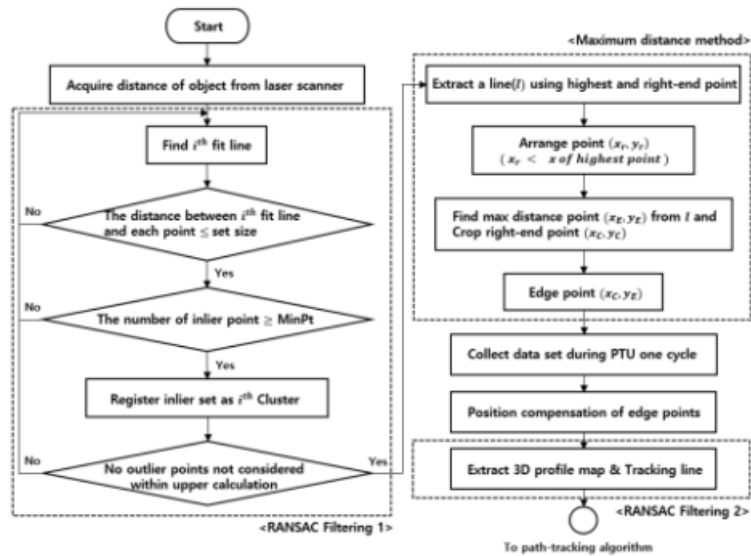 Start
Acquire distance of object from laser scanner
Find i^th fit line
No
The distance between i^th fit line
and each point ≤ set size
Yes
No
The number of inlier point ≥ MinPt
Yes
Register inlier set as i^th Cluster
No
No outlier points not considered
within upper calculation
Yes
<RANSAC Filtering 1>
<Maximum distance method>
Extract a line(l) using highest and right-end point
Arrange point (x_r, y_r)
( x_r < x of highest point )
Find max distance point (x_E, y_E) from l and
Crop right-end point (x_C, y_C)
Edge point (x_C, y_E)
Collect data set during PTU one cycle
Position compensation of edge points
Extract 3D profile map & Tracking line
<RANSAC Filtering 2>
To path-tracking algorithm